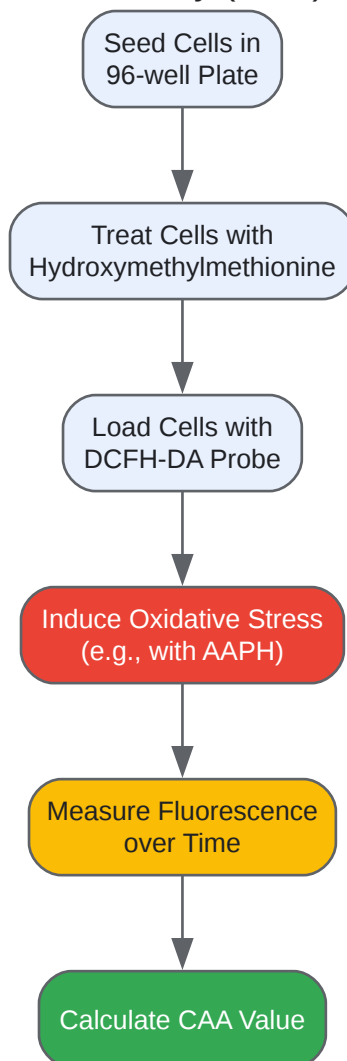 Seed Cells in
96-well Plate
Treat Cells with
Hydroxymethylmethionine
Load Cells with
DCFH-DA Probe
Induce Oxidative Stress
(e.g., with AAPH)
Measure Fluorescence
over Time
Calculate CAA Value